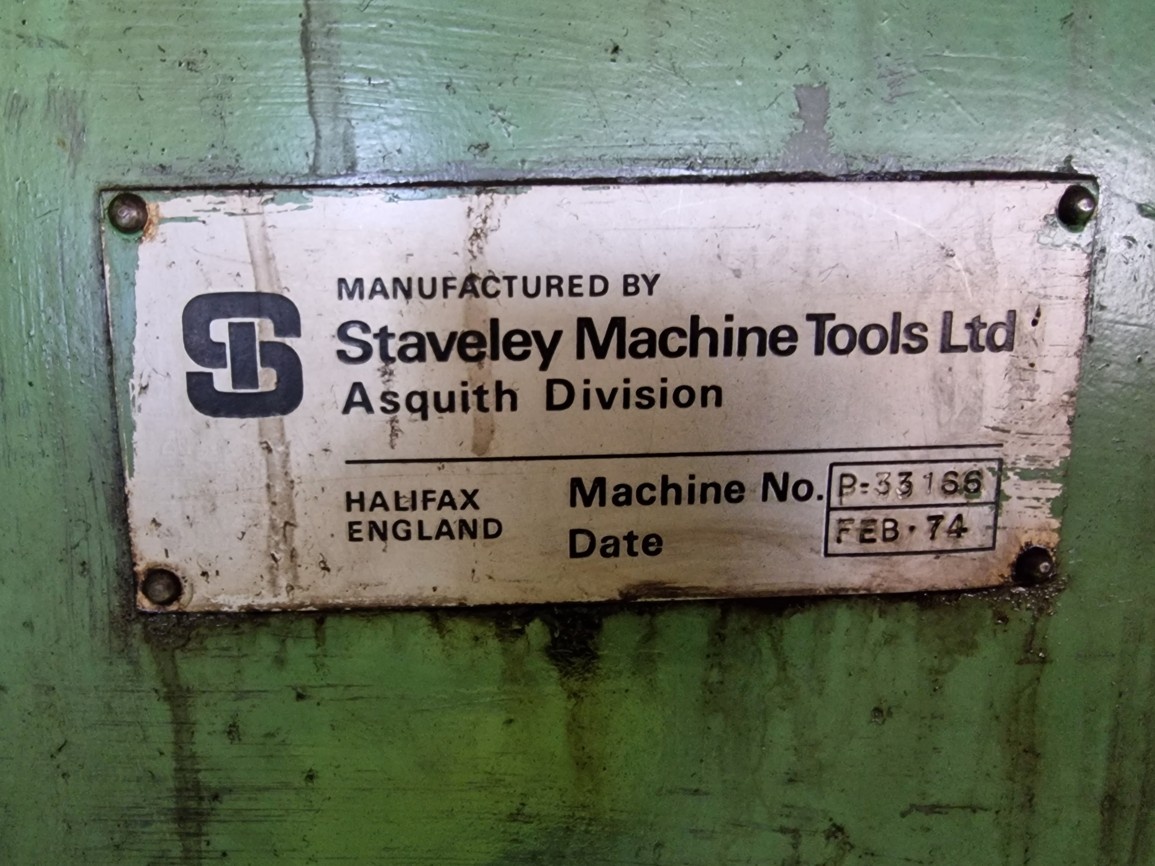 MANUFACTURED BY
Staveley Machine Tools Ltd
Asquith Division
HALIFAX
ENGLAND
Machine No. P-33166
Date FEB·74